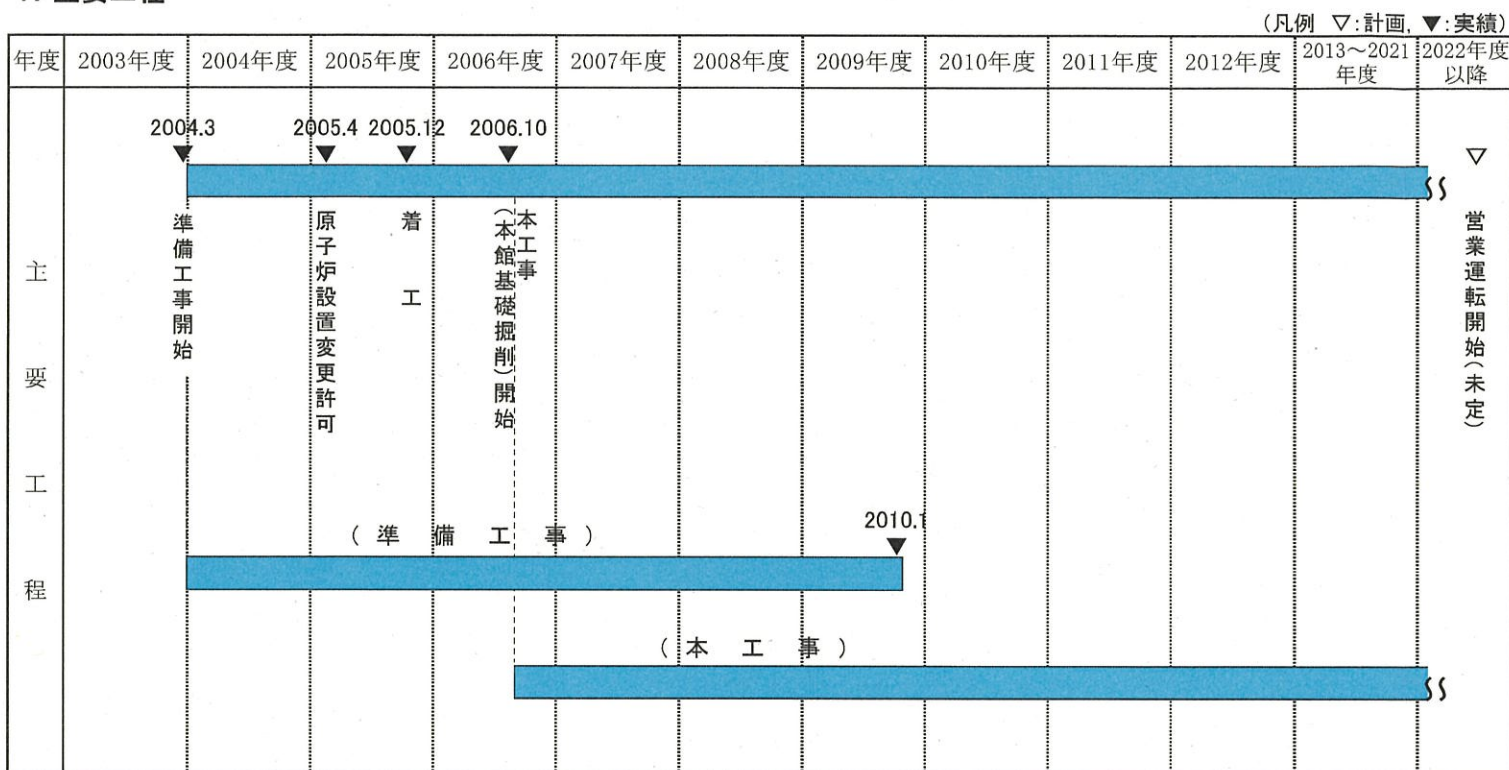 (凡例 ▽:計画, ▼:実績)
年度 2003年度 2004年度 2005年度 2006年度 2007年度 2008年度 2009年度 2010年度 2011年度 2012年度 2013~2021年度 2022年度以降
2004.3 2005.4 2005.12 2006.10
▼ ▼ ▼ ▼ ▽
主要工程
準備工事開始
原子炉設置変更許可
着工
本工事
(本館基礎掘削)開始
営業運転開始(未定)
(準備工事)
2010.1
▼
(本工事)